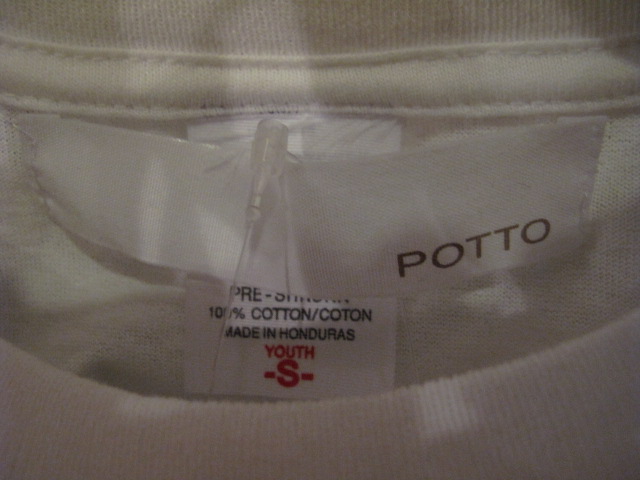 POTTO
PRE-SHRUNK
100% COTTON/COTON
MADE IN HONDURAS
YOUTH
-S-